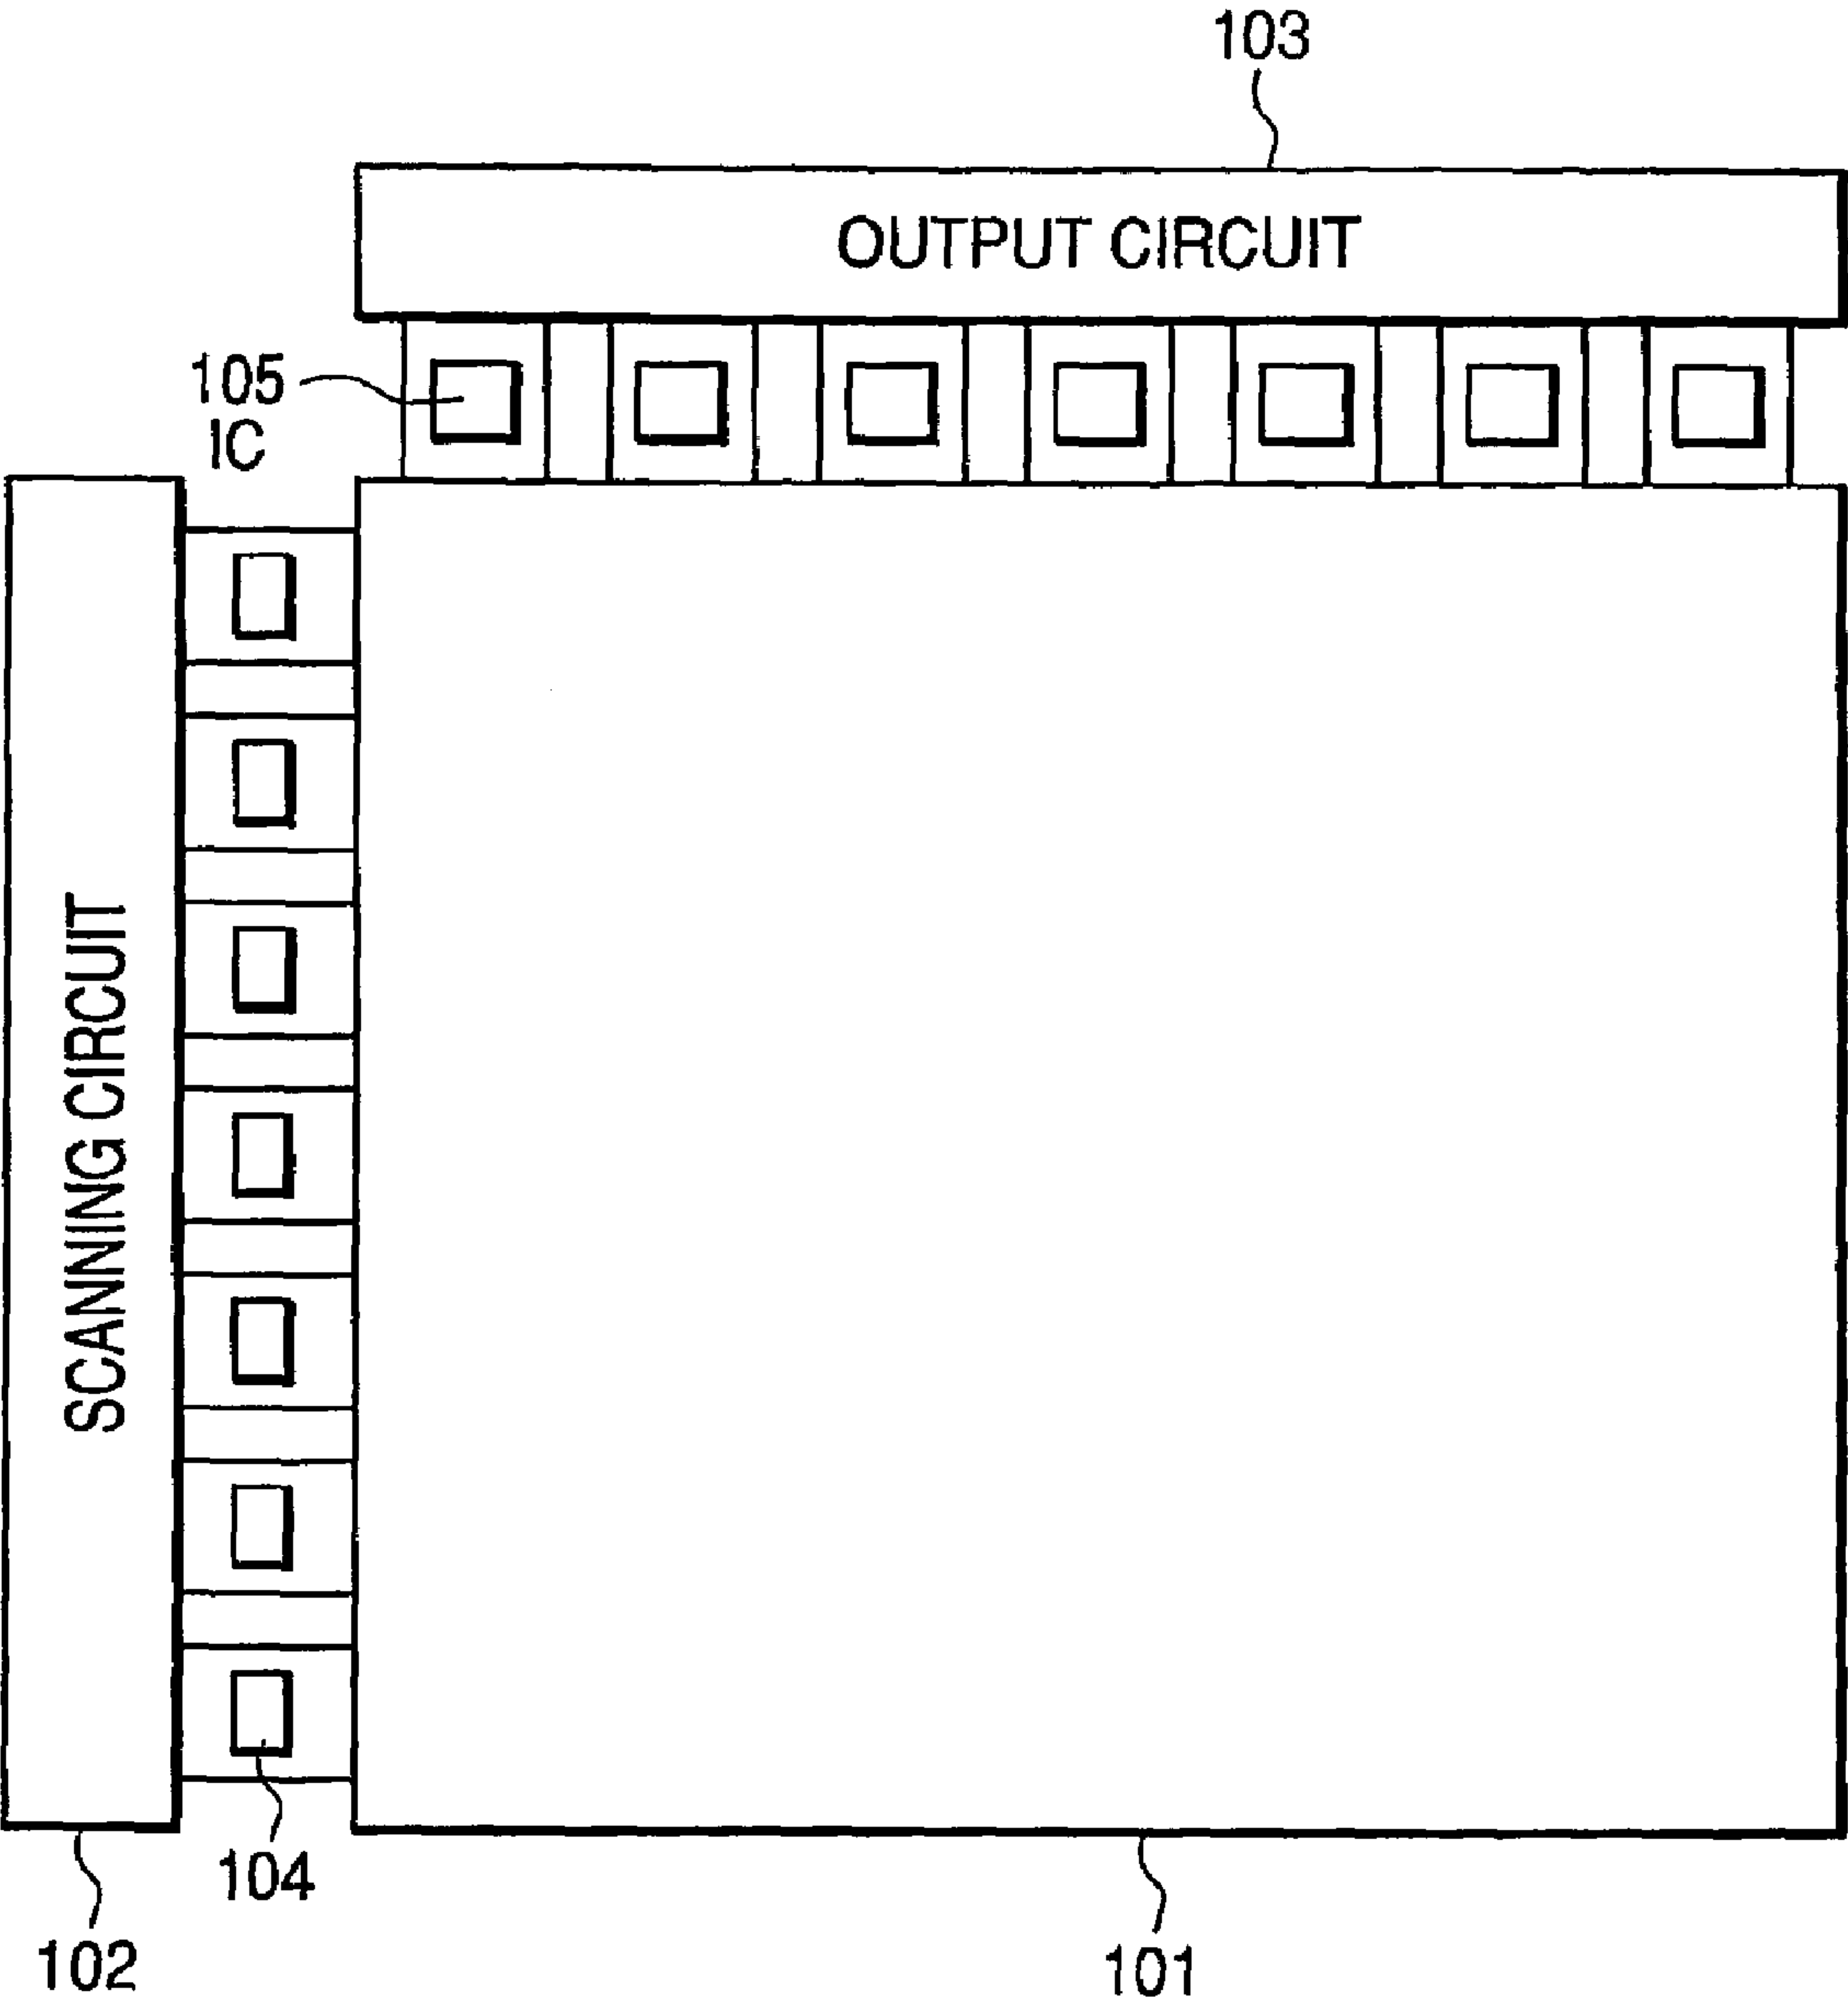 103
OUTPUT CIRCUIT
105
IC
SCANNING CIRCUIT
104
102
101